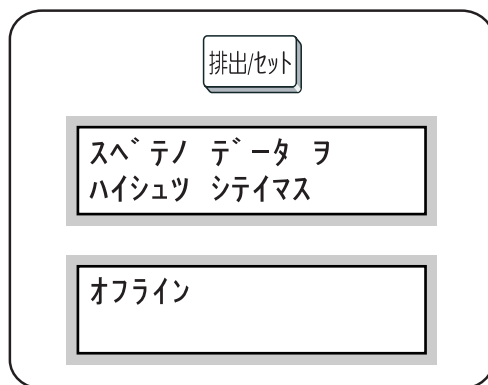 排出/セット
スベテノ データ ヲ
ハイシュツ シテイマス
オフライン